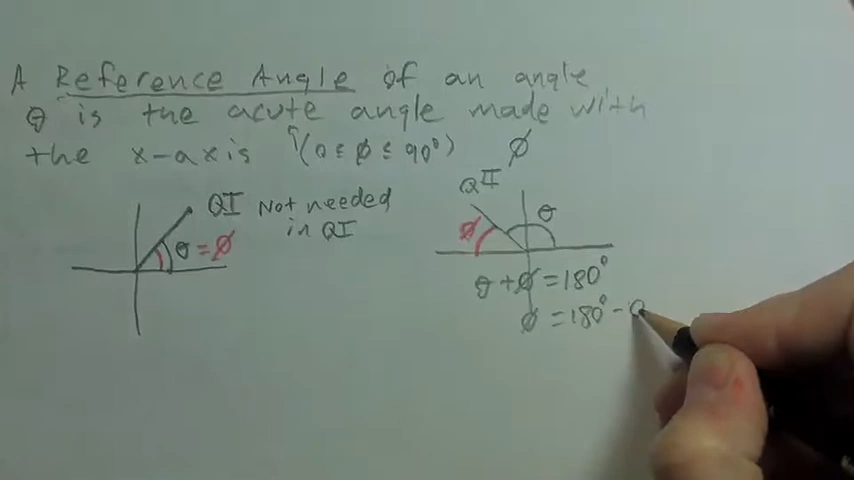 A Reference Angle of an angle
θ is the acute angle made with
the x-axis (0 ≤ ø ≤ 90°) ø
QI Not needed
in QI
θ = ø
QII
ø
θ
θ + ø = 180°
ø = 180° - θ